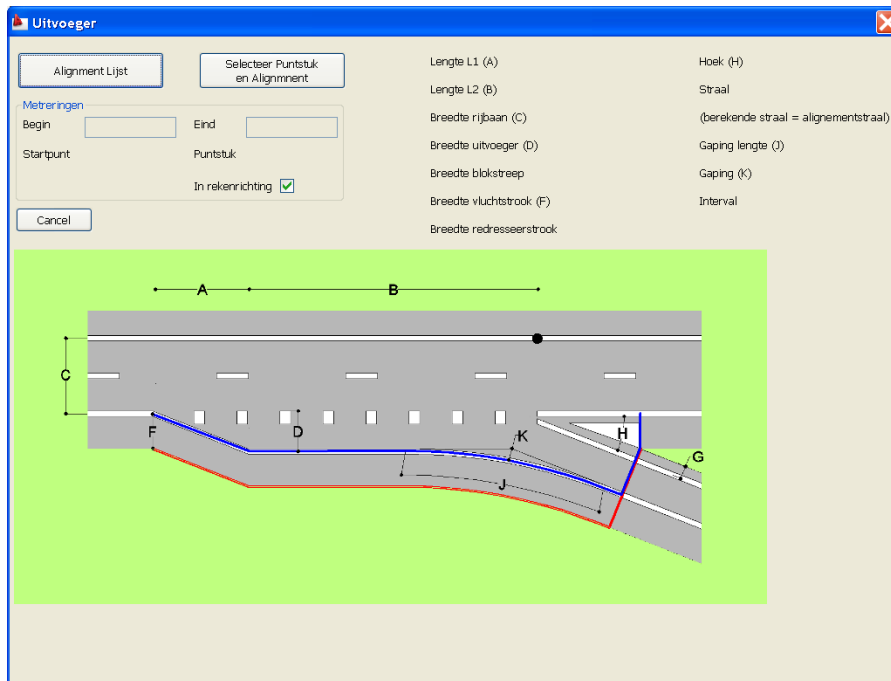 Uitvoeger
Alignment Lijst
Selecteer Puntstuk
en Alignmnent
Metreringen
Begin
Eind
Startpunt
Puntstuk
In rekenrichting
Cancel
Lengte L1 (A)
Lengte L2 (B)
Breedte rijbaan (C)
Breedte uitvoeger (D)
Breedte blokstreep
Breedte vluchtstrook (F)
Breedte redresseerstrook
Hoek (H)
Straal
(berekende straal = alignementstraal)
Gaping lengte (J)
Gaping (K)
Interval
A
B
C
F
D
K
H
G
J